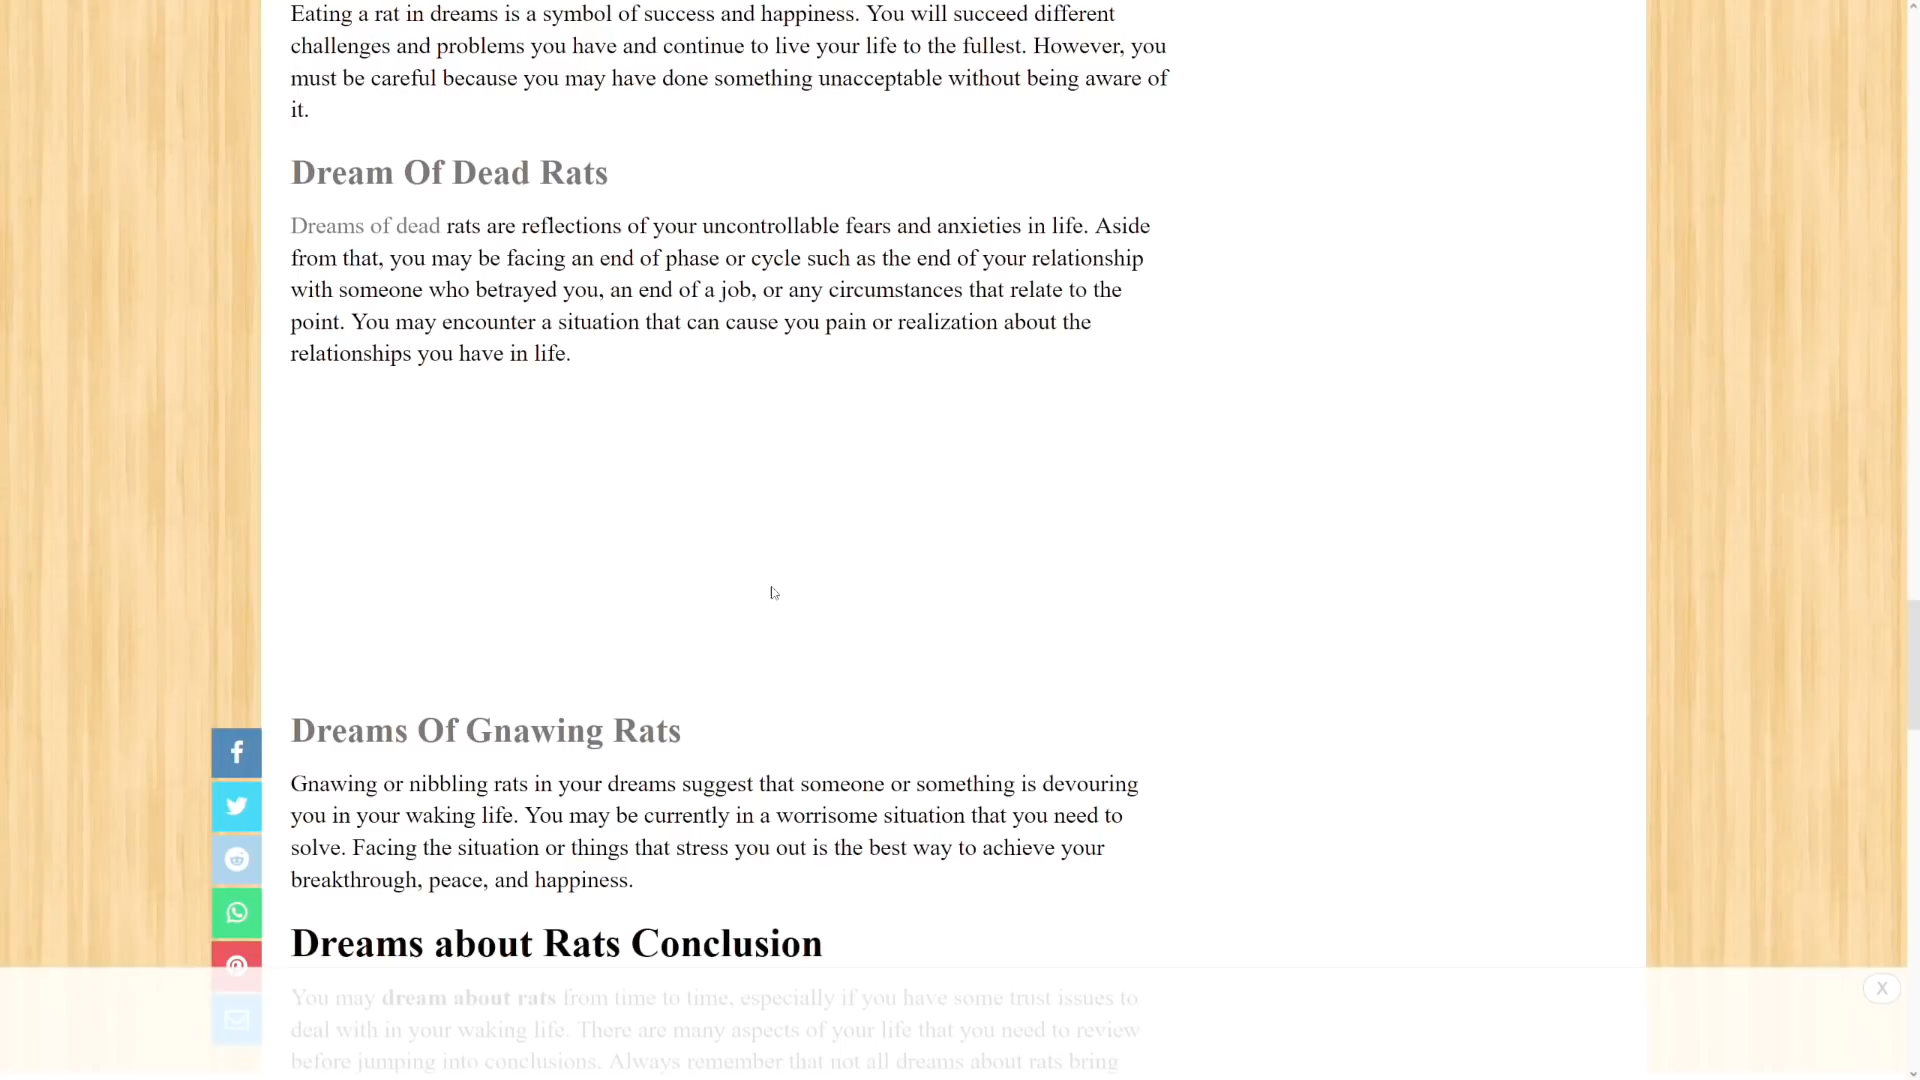 Eating a rat in dreams is a symbol of success and happiness. You will succeed different
challenges and problems you have and continue to live your life to the fullest. However, you
must be careful because you may have done something unacceptable without being aware of
it.
Dream Of Dead Rats
Dreams of dead rats are reflections of your uncontrollable fears and anxieties in life. Aside
from that, you may be facing an end of phase or cycle such as the end of your relationship
with someone who betrayed you, an end of a job, or any circumstances that relate to the
point. You may encounter a situation that can cause you pain or realization about the
relationships you have in life.
Dreams Of Gnawing Rats
Gnawing or nibbling rats in your dreams suggest that someone or something is devouring
you in your waking life. You may be currently in a worrisome situation that you need to
solve. Facing the situation or things that stress you out is the best way to achieve your
breakthrough, peace, and happiness.
Dreams about Rats Conclusion
X
You may dream about rats from time to time, especially if you have some trust issues to
deal with in your waking life. There are many aspects of your life that you need to review
before jumping into conclusions. Always remember that not all dreams about rats bring